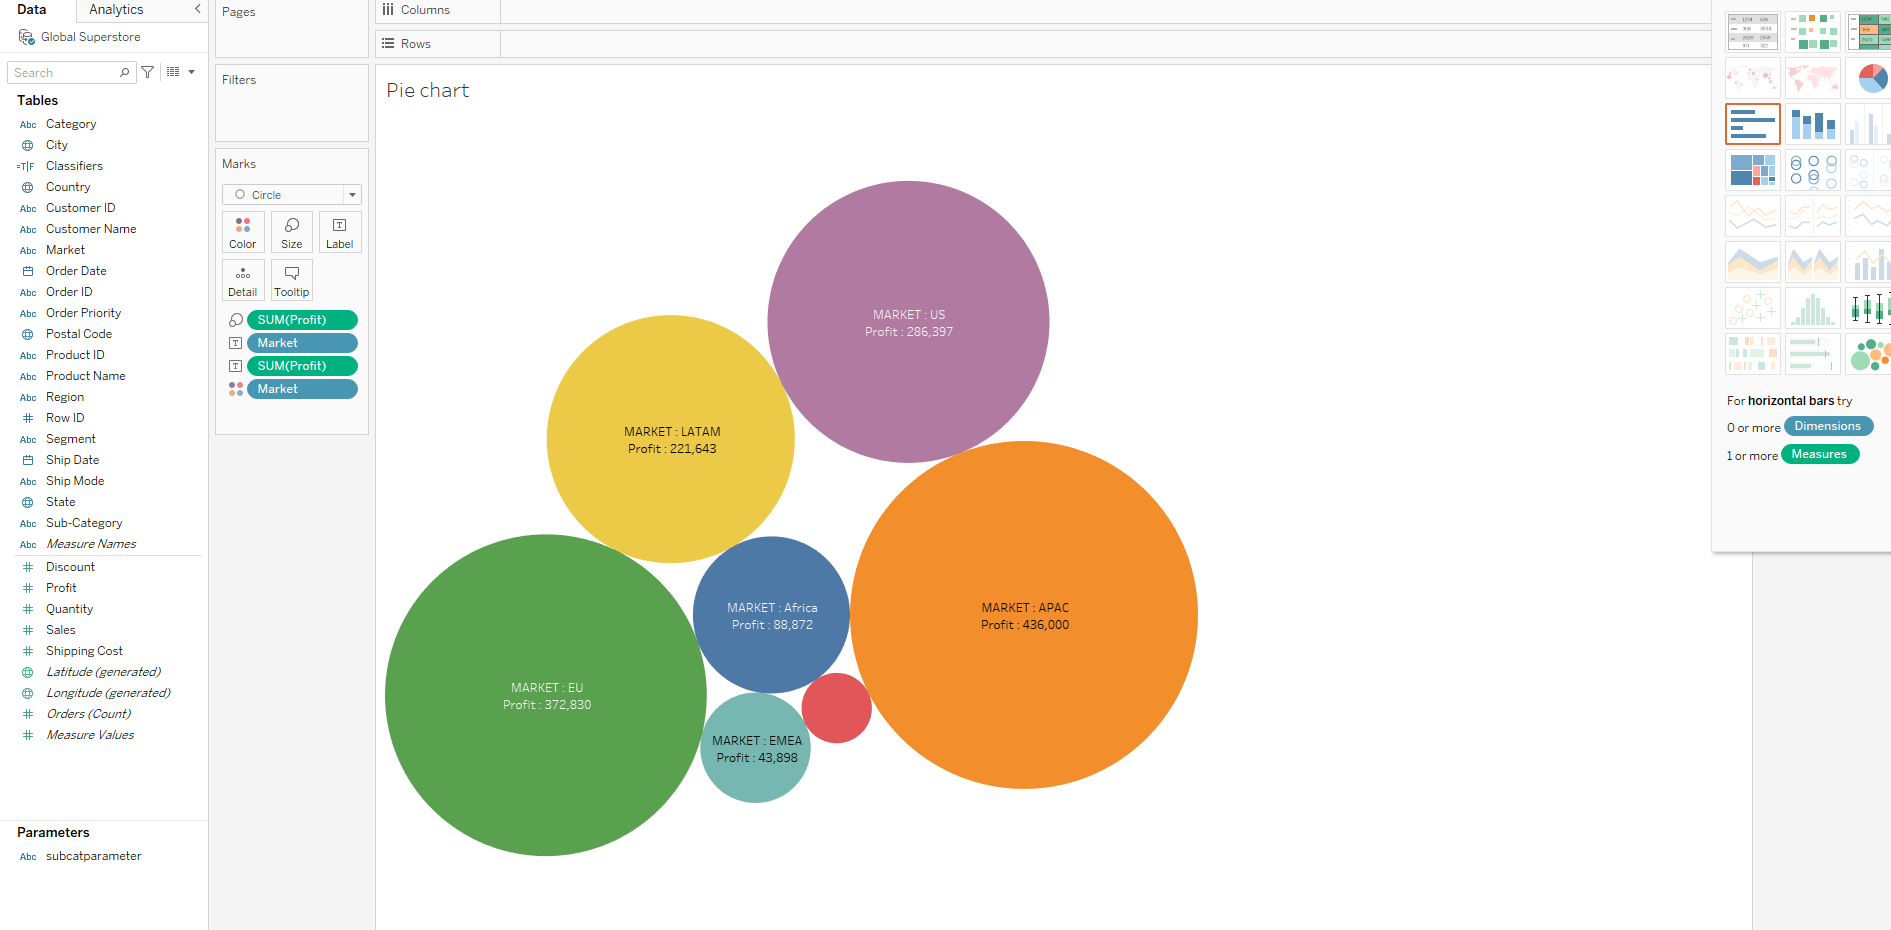 Data
Analytics
Global Superstore
Search
Tables
Abc Category
City
=T|F Classifiers
Country
Abc Customer ID
Abc Customer Name
Abc Market
Order Date
Abc Order ID
Abc Order Priority
Postal Code
Abc Product ID
Abc Product Name
Abc Region
# Row ID
Abc Segment
Ship Date
Abc Ship Mode
State
Abc Sub-Category
Abc Measure Names
# Discount
# Profit
# Quantity
# Sales
# Shipping Cost
Latitude (generated)
Longitude (generated)
# Orders (Count)
# Measure Values
Parameters
Abc subcatparameter
Pages
Filters
Marks
Circle
Color
Size
Label
Detail
Tooltip
SUM(Profit)
Market
SUM(Profit)
Market
Columns
Rows
Pie chart
MARKET : US
Profit : 286,397
MARKET : LATAM
Profit : 221,643
MARKET : Africa
Profit : 88,872
MARKET : APAC
Profit : 436,000
MARKET : EU
Profit : 372,830
MARKET : EMEA
Profit : 43,898
For horizontal bars try
0 or more Dimensions
1 or more Measures